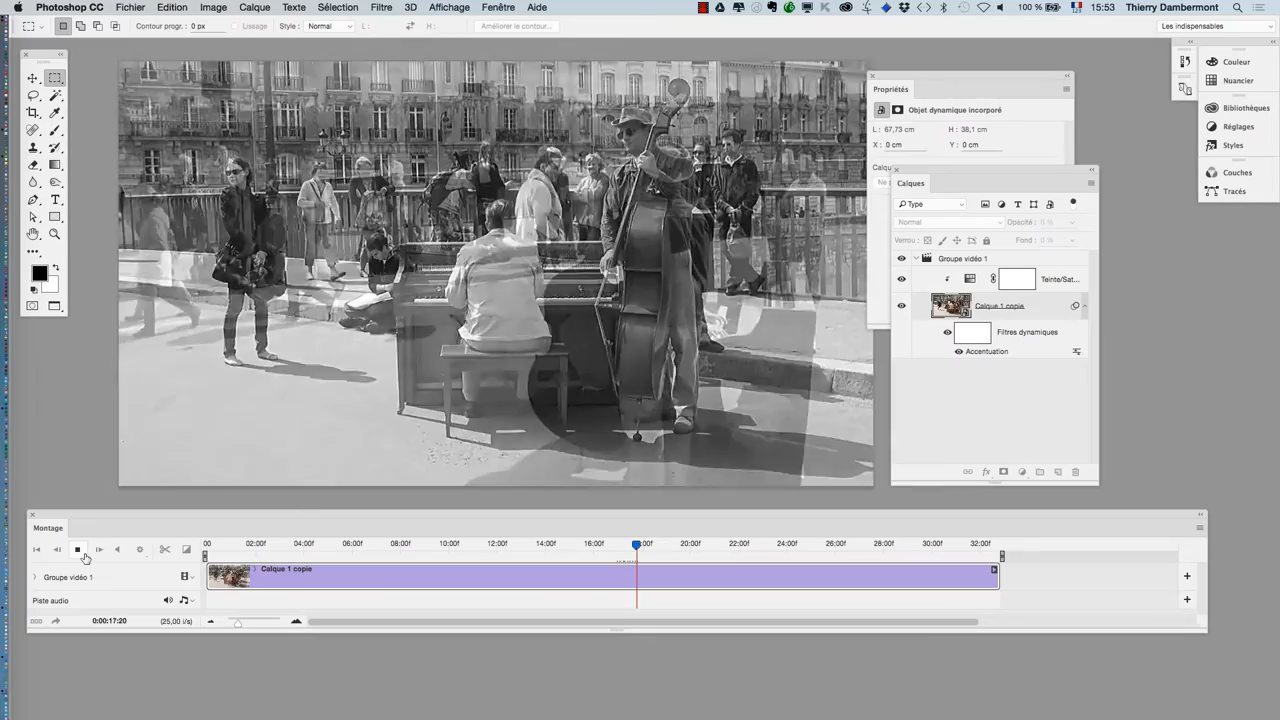 Photoshop CC Fichier Edition Image Calque Texte Sélection Filtre 3D Affichage Fenêtre Aide 100 % 15:53 Thierry Dambermont
Contour progr. : 0 px Lissage Style : Normal L : H : Améliorer le contour... Les indispensables
Propriétés
Objet dynamique incorporé
L : 67,73 cm H : 38,1 cm
X : 0 cm Y : 0 cm
Calques
Type
Normal Opacité : 0 %
Verrou : Fond : 0 %
Groupe vidéo 1
Teinte/Sat...
Calque 1 copie
Filtres dynamiques
Accentuation
Couleur
Nuancier
Bibliothèques
Réglages
Styles
Couches
Tracés
Montage
00 02:00f 04:00f 06:00f 08:00f 10:00f 12:00f 14:00f 16:00f :00f 20:00f 22:00f 24:00f 26:00f 28:00f 30:00f 32:00f
Calque 1 copie
Groupe vidéo 1
Piste audio
0:00:17:20 (25,00 i/s)